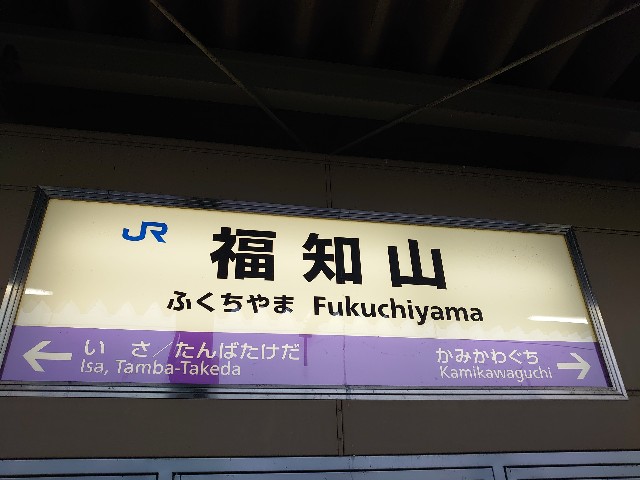 JR 福知山
ふくちやま Fukuchiyama
← い さ／たんばたけだ
Isa, Tamba-Takeda
かみかわぐち →
Kamikawaguchi